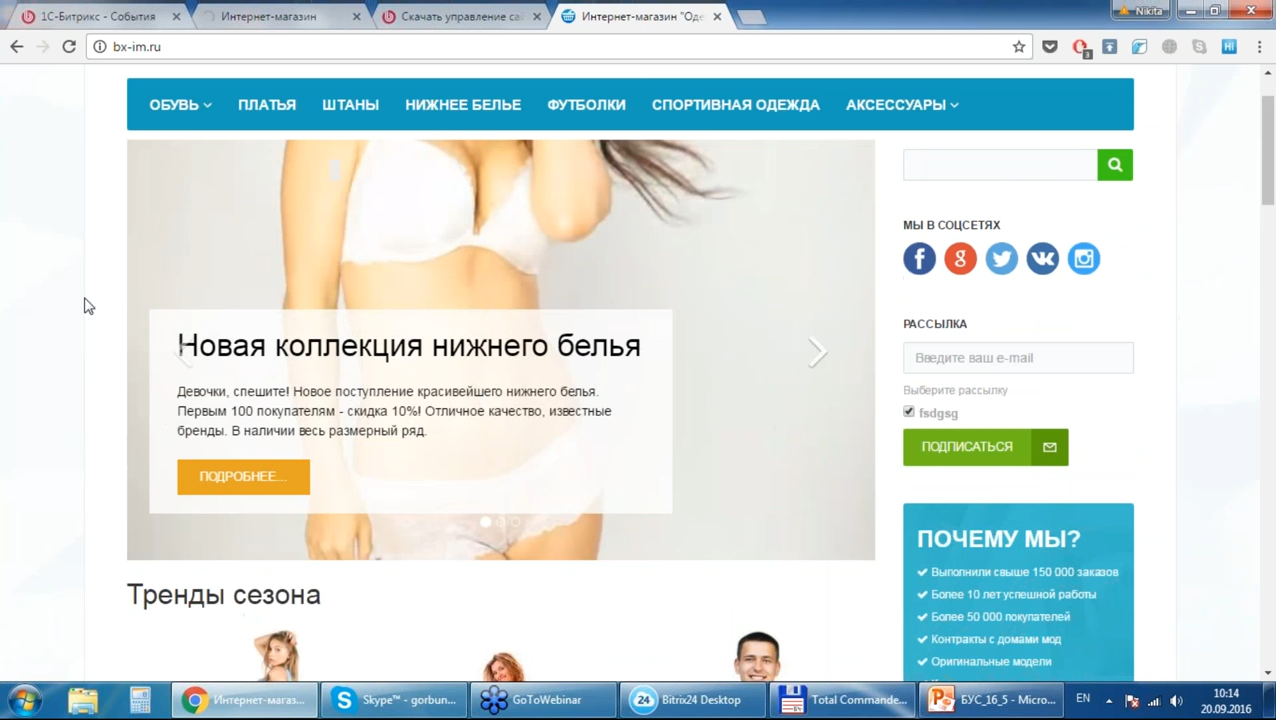 1С-Битрикс - События
Интернет-магазин
Скачать управление са
Интернет-магазин "Оде
Nikita
bx-im.ru
3
Hi
ОБУВЬ
ПЛАТЬЯ
ШТАНЫ
НИЖНЕЕ БЕЛЬЕ
ФУТБОЛКИ
СПОРТИВНАЯ ОДЕЖДА
АКСЕССУАРЫ
Новая коллекция нижнего белья
Девочки, спешите! Новое поступление красивейшего нижнего белья.
Первым 100 покупателям - скидка 10%! Отличное качество, известные
бренды. В наличии весь размерный ряд.
ПОДРОБНЕЕ...
МЫ В СОЦСЕТЯХ
РАССЫЛКА
Введите ваш e-mail
Выберите рассылку
fsdgsg
ПОДПИСАТЬСЯ
ПОЧЕМУ МЫ?
Выполнили свыше 150 000 заказов
Более 10 лет успешной работы
Более 50 000 покупателей
Контракты с домами мод
Оригинальные модели
Тренды сезона
Интернет-магаз...
Skype™ - gorbun...
GoToWebinar
24
Bitrix24 Desktop
Total Commande...
БУС_16_5 - Micro...
EN
10:14
20.09.2016